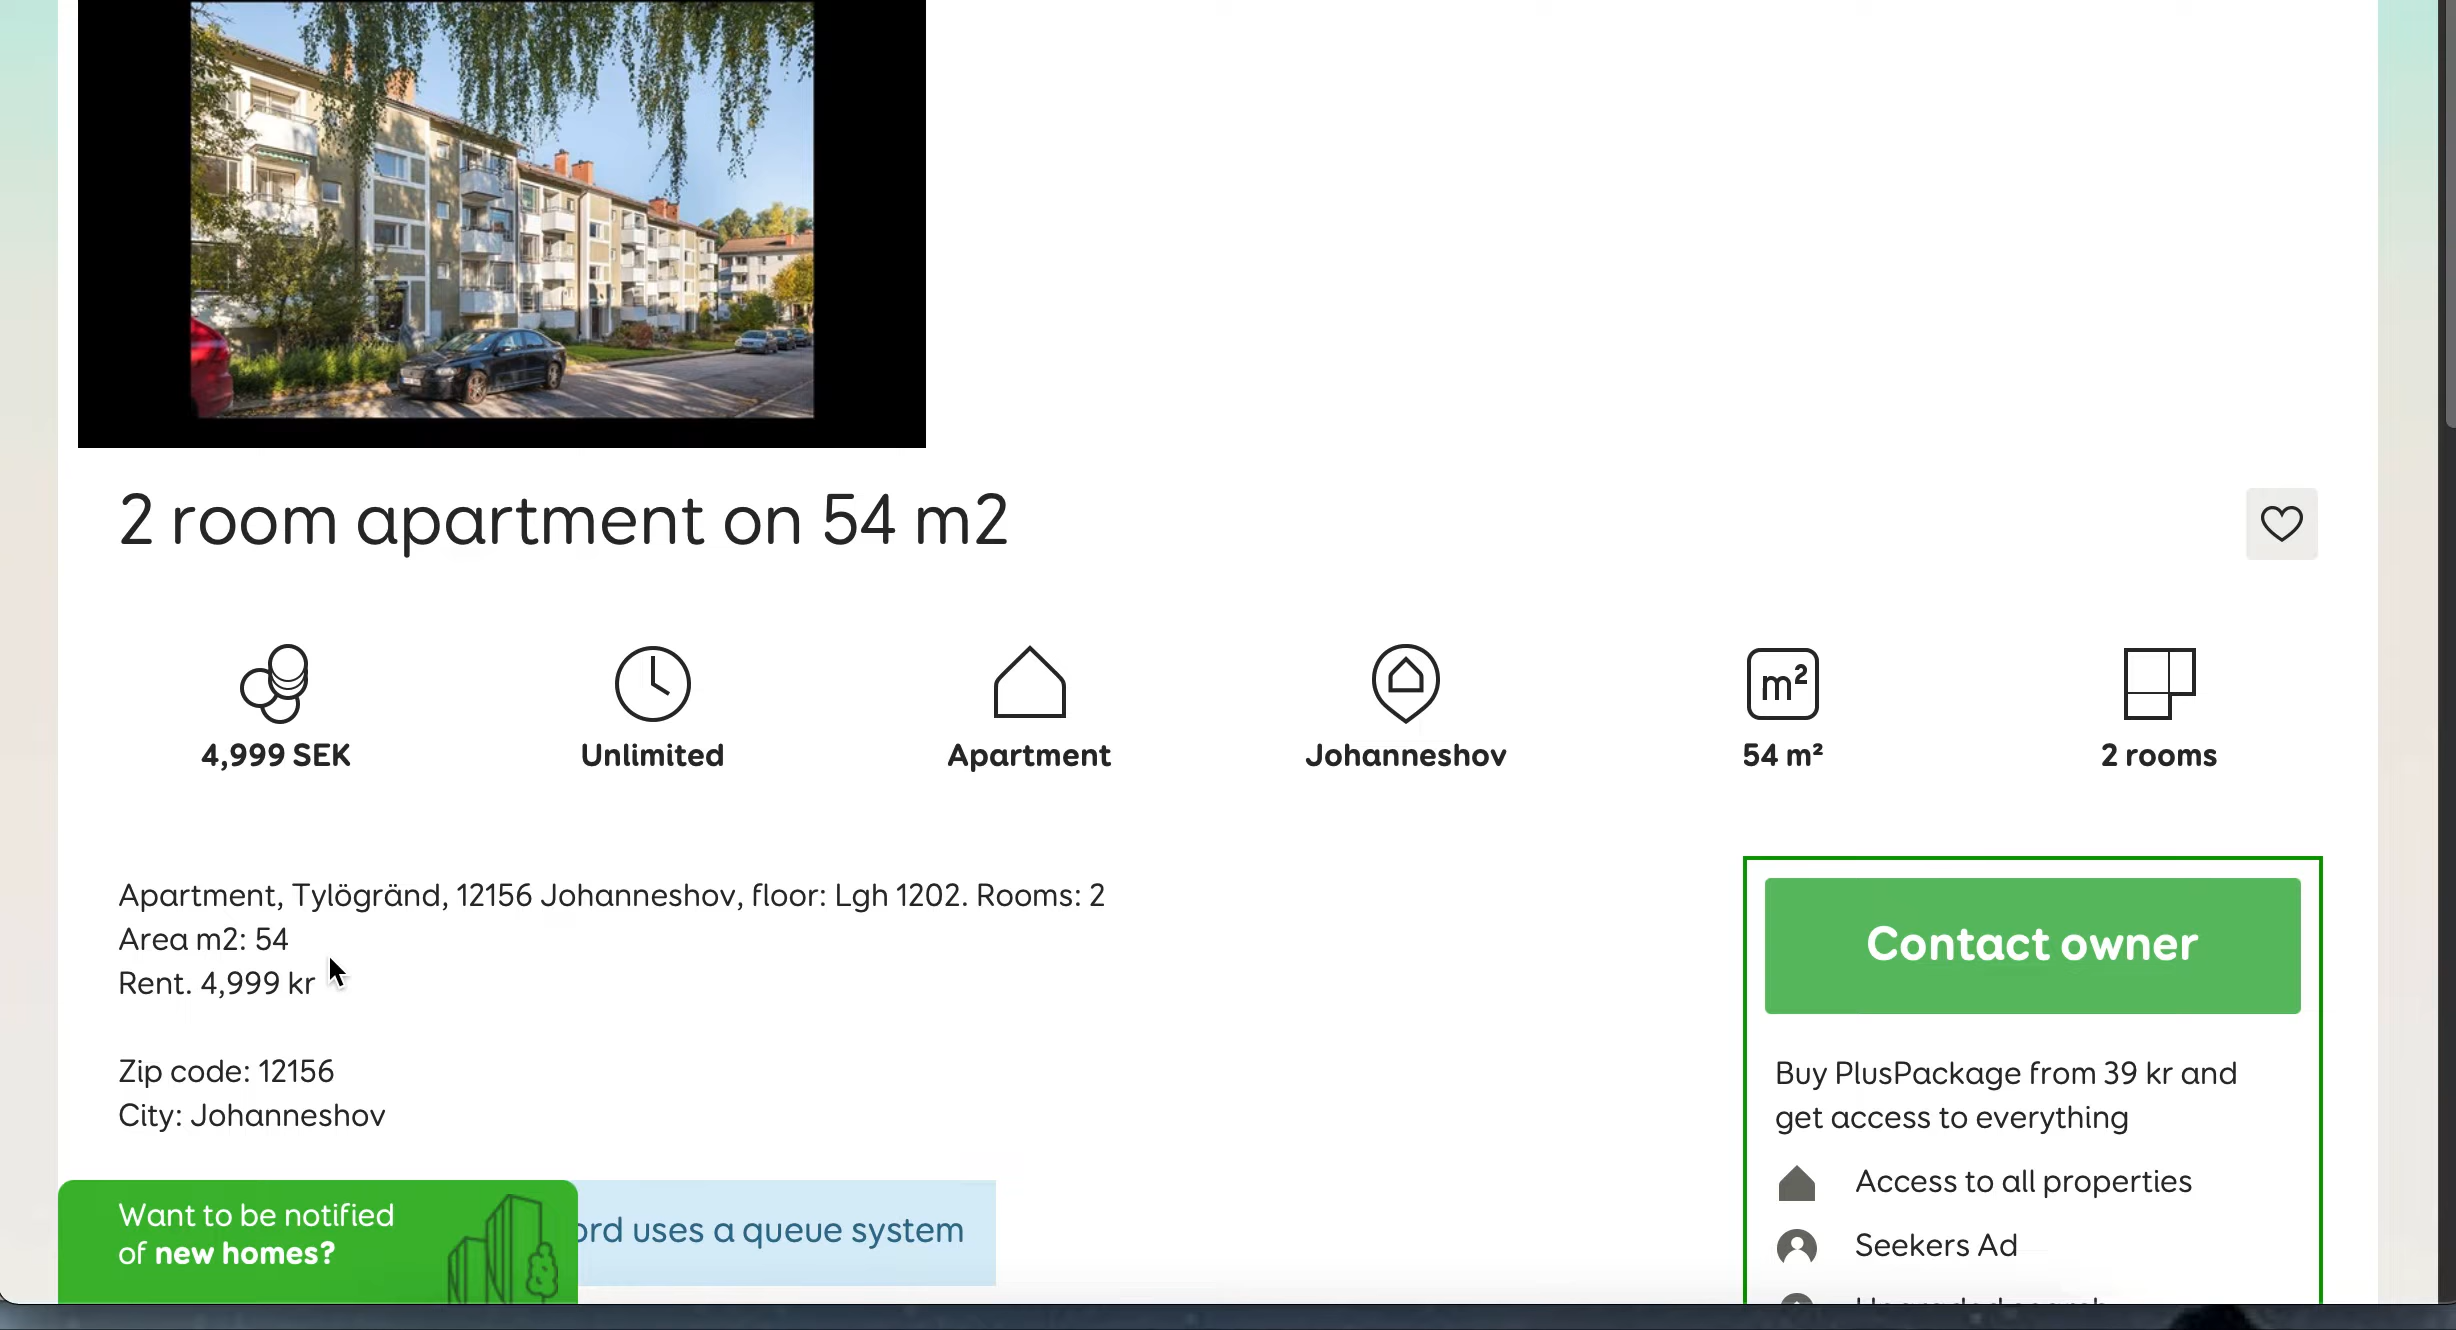 2 room apartment on 54 m2
4,999 SEK
Unlimited
Apartment
Johanneshov
m²
54 m²
2 rooms
Apartment, Tylögränd, 12156 Johanneshov, floor: Lgh 1202. Rooms: 2
Area m2: 54
Rent. 4,999 kr
Zip code: 12156
City: Johanneshov
Want to be notified
of new homes?
uses a queue system
Contact owner
Buy PlusPackage from 39 kr and
get access to everything
Access to all properties
Seekers Ad